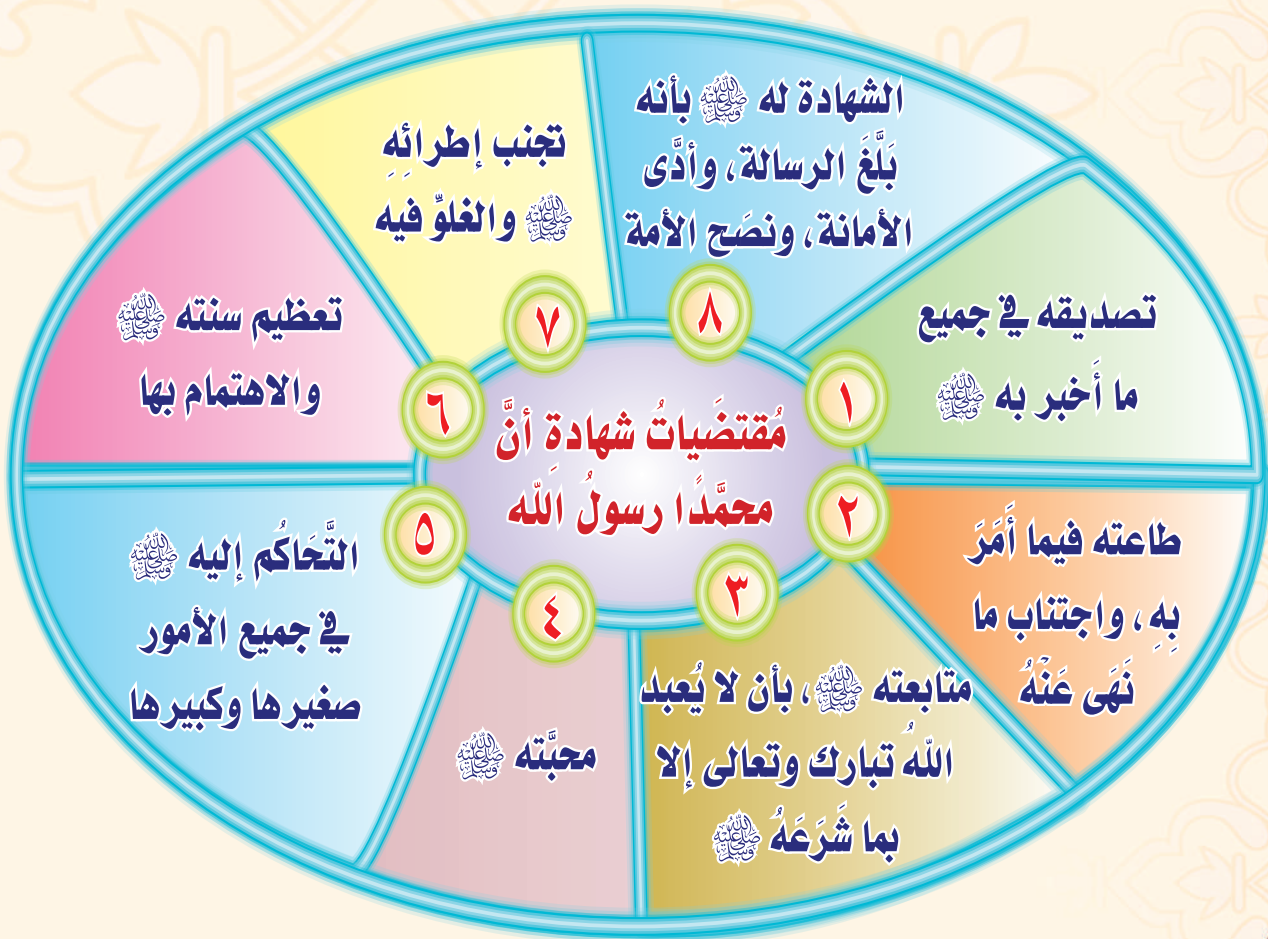 مُقتضَياتُ شهادةِ أنَّ
محمَّدًا رسولُ اللَّه
١
تصديقه في جميع
ما أَخبر به ﷺ
٢
طاعته فيما أَمَرَ
بِهِ، واجتناب ما
نَهَى عَنْهُ
٣
متابعته ﷺ، بأن لا يُعبد
اللَّهُ تبارك وتعالى إلا
بما شَرَعَهُ ﷺ
٤
محبَّته ﷺ
٥
التَّحَاكُم إليه ﷺ
في جميع الأمور
صغيرها وكبيرها
٦
تعظيم سنته ﷺ
والاهتمام بها
٧
تجنب إطرائِهِ
ﷺ والغلوِّ فيه
٨
الشهادة له ﷺ بأنه
بَلَّغَ الرسالة، وأدَّى
الأمانة، ونصَح الأمة